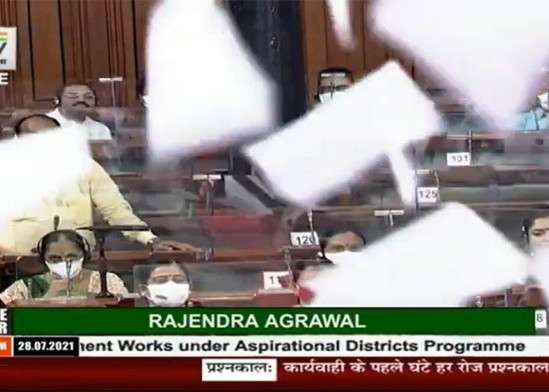 131
125
120
8
RAJENDRA AGRAWAL
28.07.2021 ment Works under Aspirational Districts Programme
प्रश्नकाल: कार्यवाही के पहले घंटे हर रोज प्रश्नकाल